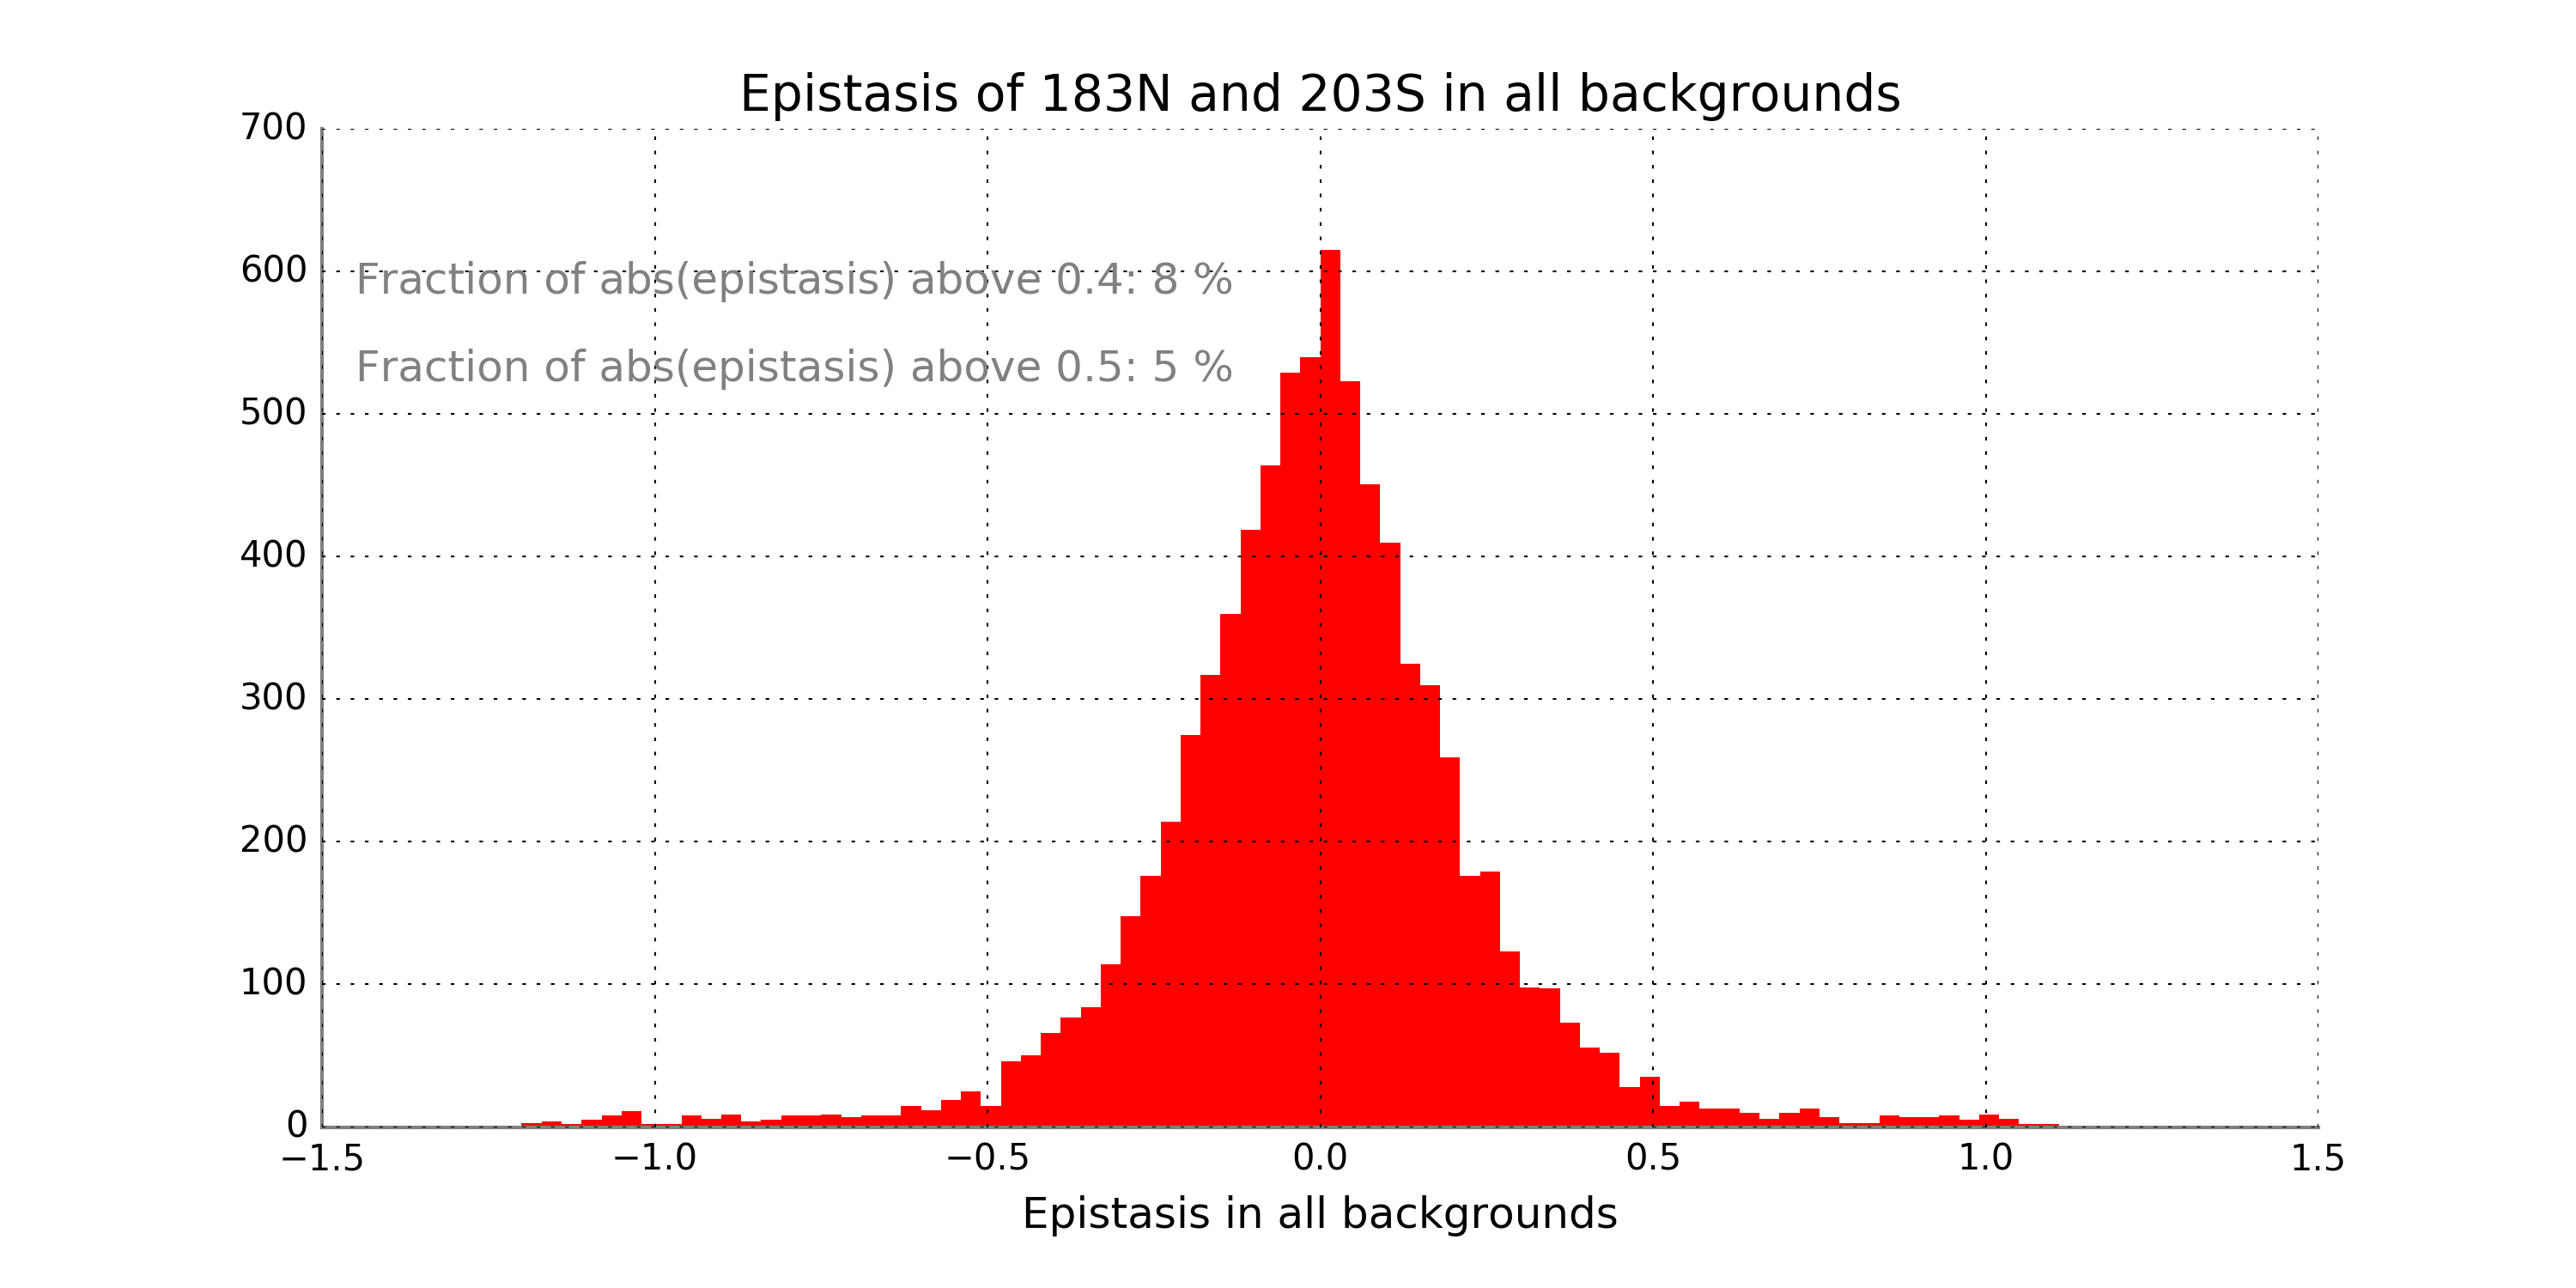 Epistasis of 183N and 203S in all backgrounds
700
600
Fraction of abs(epistasis) above 0.4: 8 %
Fraction of abs(epistasis) above 0.5: 5 %
500
400
300
200
100
0
−1.5 −1.0 −0.5 0.0 0.5 1.0 1.5
Epistasis in all backgrounds